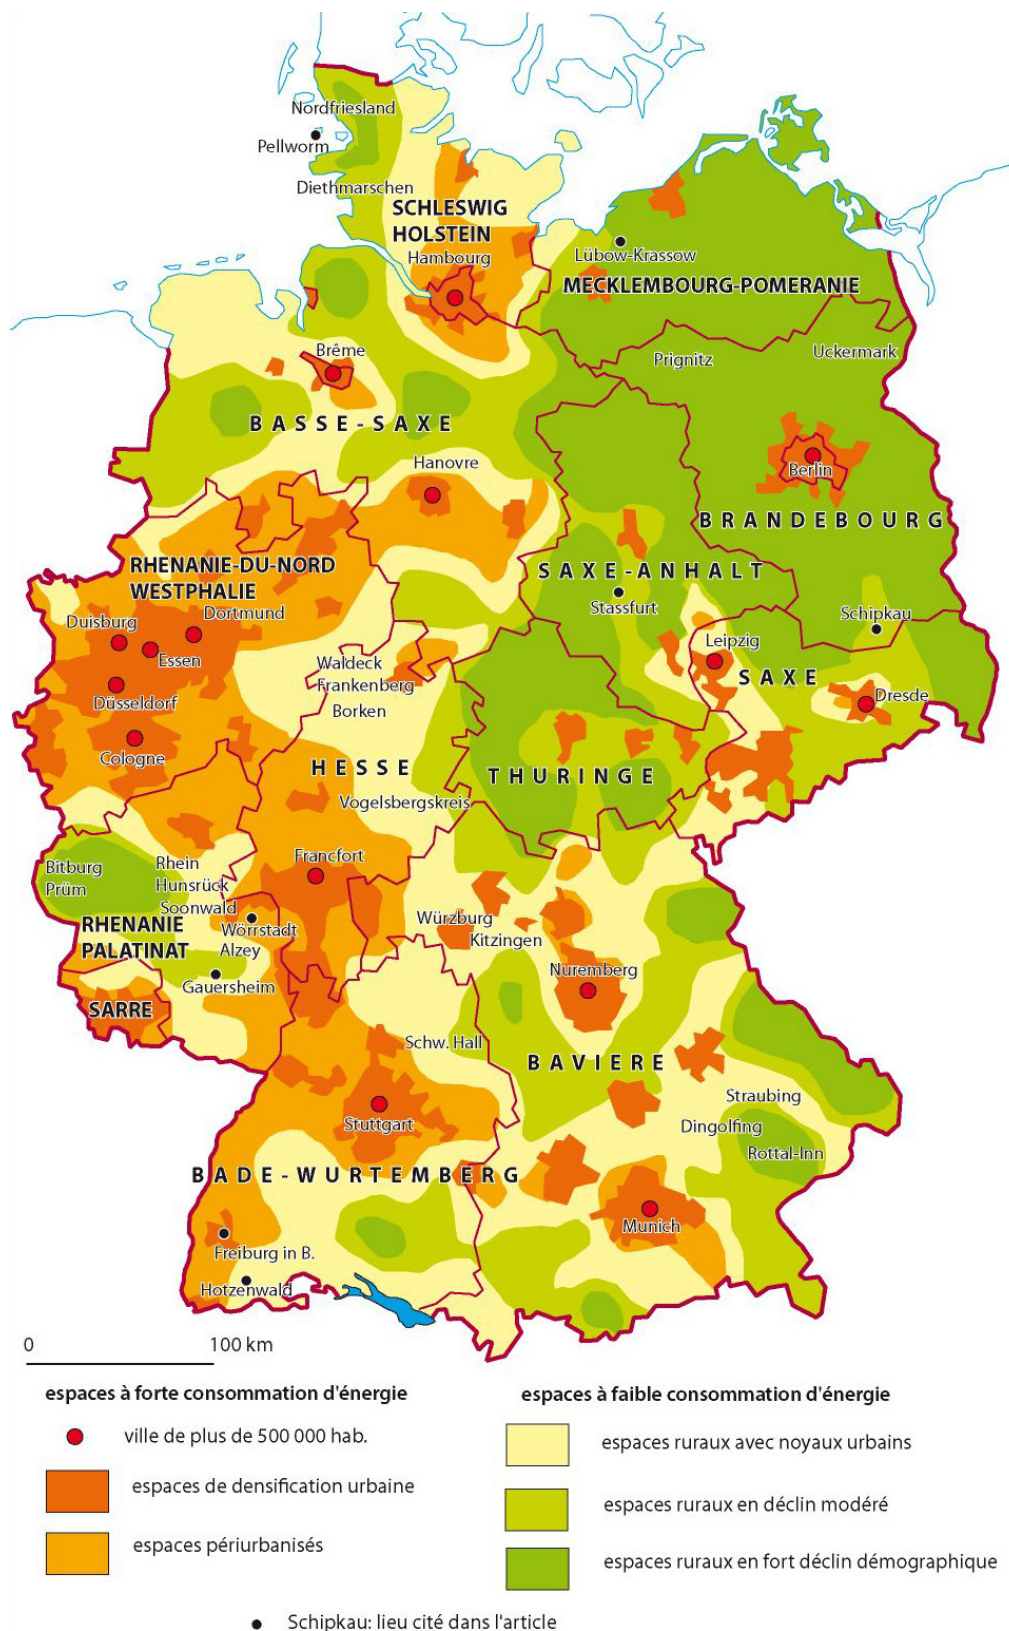 Nordfriesland
Pellworm
Diethmarschen
SCHLESWIG
HOLSTEIN
Hambourg
Lübow-Krassow
MECKLEMBOURG-POMERANIE
Prignitz
Uckermark
Brême
BASSE-SAXE
Hanovre
Berlin
BRANDEBOURG
RHENANIE-DU-NORD
WESTPHALIE
SAXE-ANHALT
Stassfurt
Duisburg
Dortmund
Essen
Schipkau
Leipzig
SAXE
Waldeck
Frankenberg
Borken
Düsseldorf
Dresde
Cologne
HESSE
THURINGE
Vogelsbergskreis
Francfort
Bitburg
Prüm
Rhein
Hunsrück
Soonwald
RHENANIE
PALATINAT
Wörrstadt
Alzey
Würzburg
Kitzingen
Gauersheim
Nuremberg
SARRE
Schw. Hall
BAVIERE
Straubing
Stuttgart
Dingolfing
Rottal-Inn
BADE-WURTEMBERG
Munich
Freiburg in B.
Hotzenwald
0 100 km
espaces à forte consommation d'énergie
ville de plus de 500 000 hab.
espaces de densification urbaine
espaces périurbanisés
espaces à faible consommation d'énergie
espaces ruraux avec noyaux urbains
espaces ruraux en déclin modéré
espaces ruraux en fort déclin démographique
Schipkau: lieu cité dans l'article